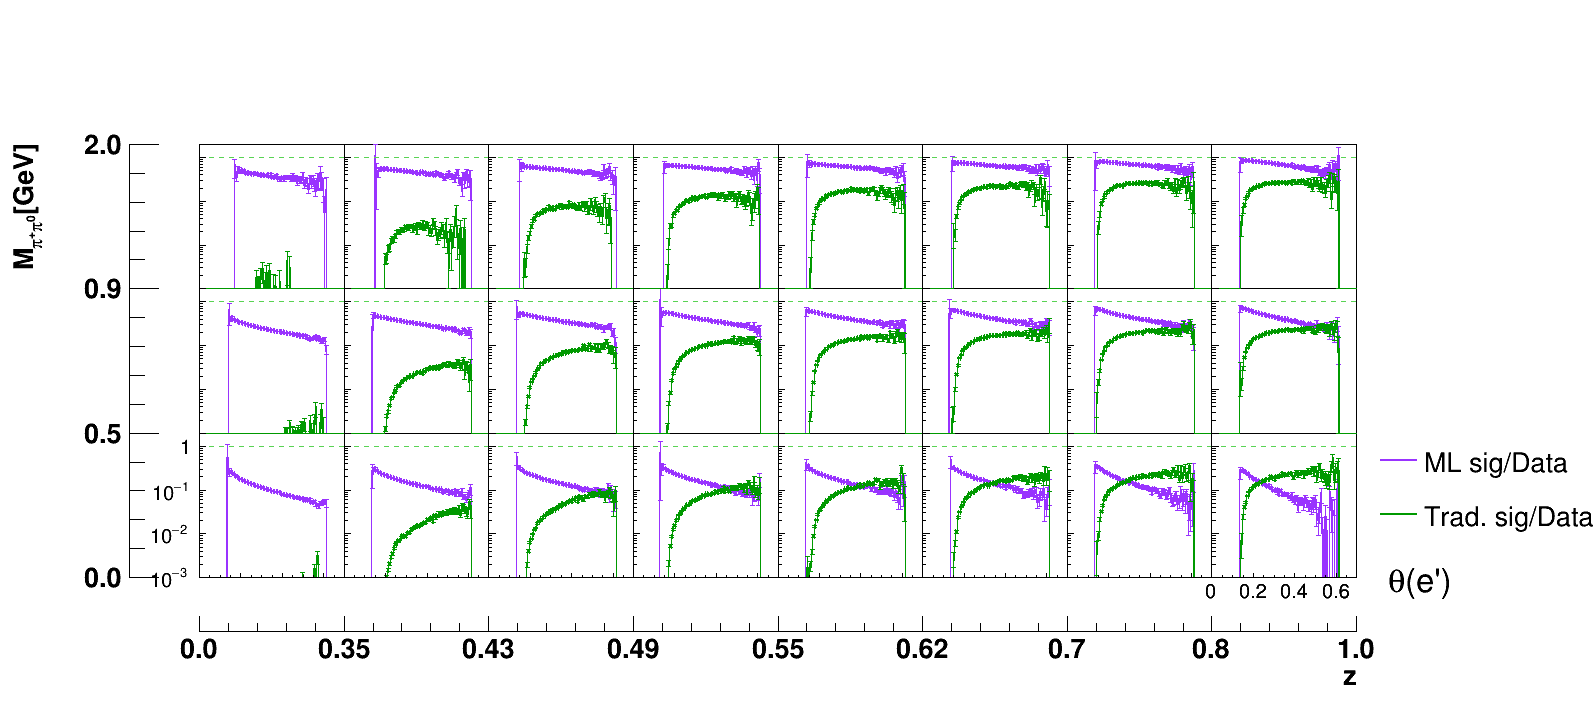 2.0
M_{π⁺π⁰}[GeV]
0.9
0.5
1
ML sig/Data
10⁻¹
Trad. sig/Data
10⁻²
0.0
10⁻³
0 0.2 0.4 0.6
θ(e')
0.0 0.35 0.43 0.49 0.55 0.62 0.7 0.8 1.0
z